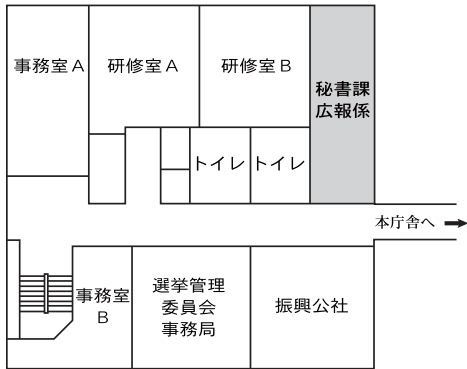 事務室A
研修室A
研修室B
秘書課
広報係
トイレ
トイレ
本庁舎へ
事務室
B
選挙管理
委員会
事務局
振興公社